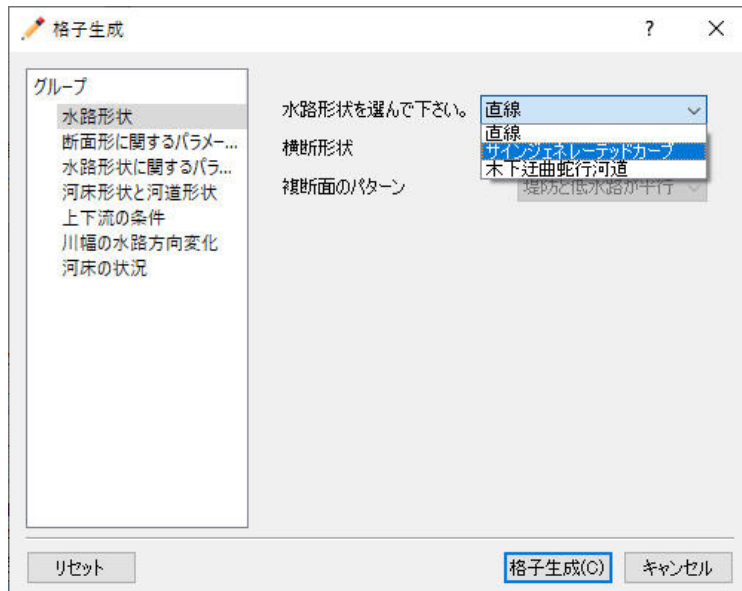 格子生成
?
グループ
水路形状
断面形に関するパラメー...
水路形状に関するパラ...
河床形状と河道形状
上下流の条件
川幅の水路方向変化
河床の状況
水路形状を選んで下さい。
直線
直線
サインジェネレーテッドカーブ
木下迂曲蛇行河道
横断形状
複断面のパターン
堤防と低水路が平行
リセット
格子生成(C)
キャンセル